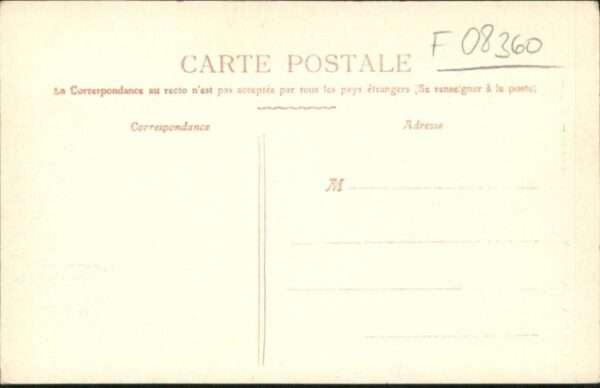 F 08360
CARTE POSTALE
La Correspondance au recto n'est pas acceptée par tous les pays étrangers (Se renseigner à la poste)
Correspondance
Adresse
M